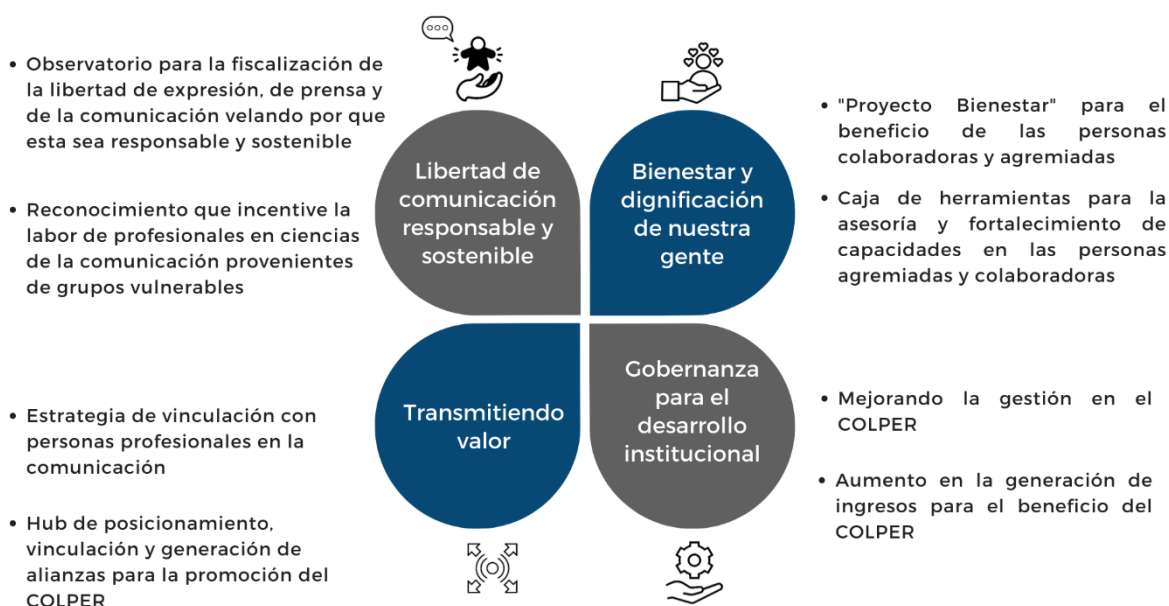 • Observatorio para la fiscalización de
la libertad de expresión, de prensa y
de la comunicación velando por que
esta sea responsable y sostenible
• Reconocimiento que incentive la
labor de profesionales en ciencias
de la comunicación provenientes
de grupos vulnerables
Libertad de
comunicación
responsable y
sostenible
Bienestar y
dignificación
de nuestra
gente
• "Proyecto Bienestar" para el
beneficio de las personas
colaboradoras y agremiadas
• Caja de herramientas para la
asesoría y fortalecimiento de
capacidades en las personas
agremiadas y colaboradoras
• Estrategia de vinculación con
personas profesionales en la
comunicación
• Hub de posicionamiento,
vinculación y generación de
alianzas para la promoción del
COLPER
Transmitiendo
valor
Gobernanza
para el
desarrollo
institucional
• Mejorando la gestión en el
COLPER
• Aumento en la generación de
ingresos para el beneficio del
COLPER